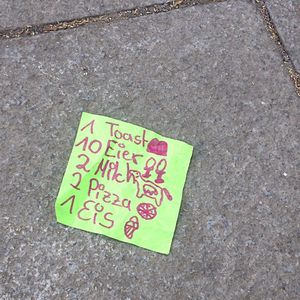 1 Toast
10 Eier
2 Milch
2 Pizza
1 Eis